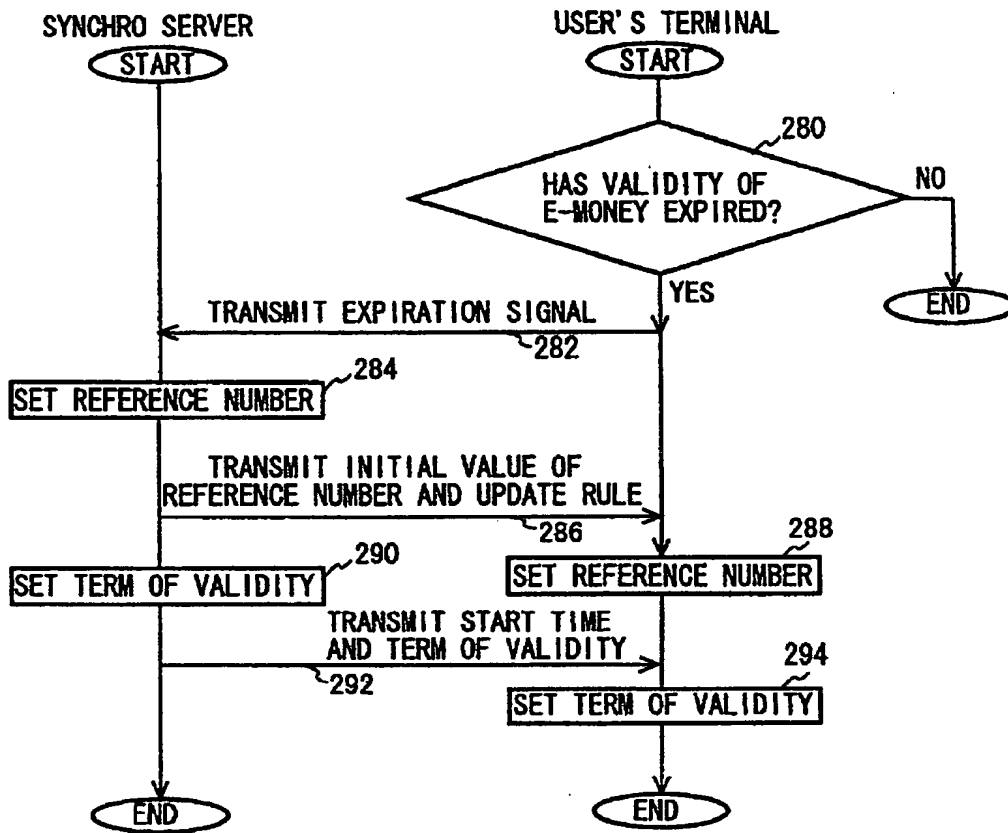 SYNCHRO SERVER
USER'S TERMINAL
START
START
280
HAS VALIDITY OF
E-MONEY EXPIRED?
NO
YES
END
TRANSMIT EXPIRATION SIGNAL
282
284
SET REFERENCE NUMBER
TRANSMIT INITIAL VALUE OF
REFERENCE NUMBER AND UPDATE RULE
286
288
290
SET TERM OF VALIDITY
SET REFERENCE NUMBER
TRANSMIT START TIME
AND TERM OF VALIDITY
292
294
SET TERM OF VALIDITY
END
END